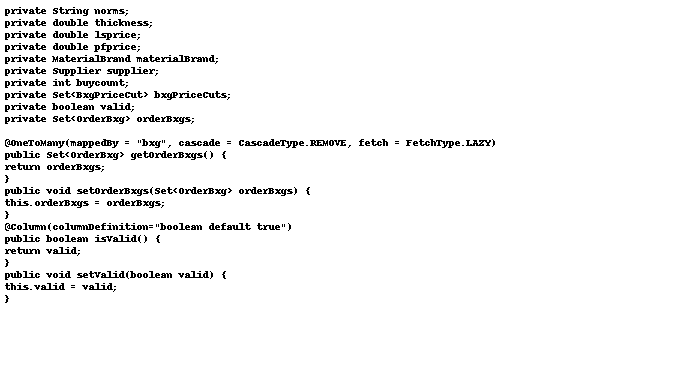 private String norms;
private double thickness;
private double lsprice;
private double pfprice;
private MaterialBrand materialBrand;
private Supplier supplier;
private int buycount;
private Set<BxgPriceCut> bxgPriceCuts;
private boolean valid;
private Set<OrderBxg> orderBxgs;

@OneToMany(mappedBy = "bxg", cascade = CascadeType.REMOVE, fetch = FetchType.LAZY)
public Set<OrderBxg> getOrderBxgs() {
return orderBxgs;
}
public void setOrderBxgs(Set<OrderBxg> orderBxgs) {
this.orderBxgs = orderBxgs;
}
@Column(columnDefinition="boolean default true")
public boolean isValid() {
return valid;
}
public void setValid(boolean valid) {
this.valid = valid;
}